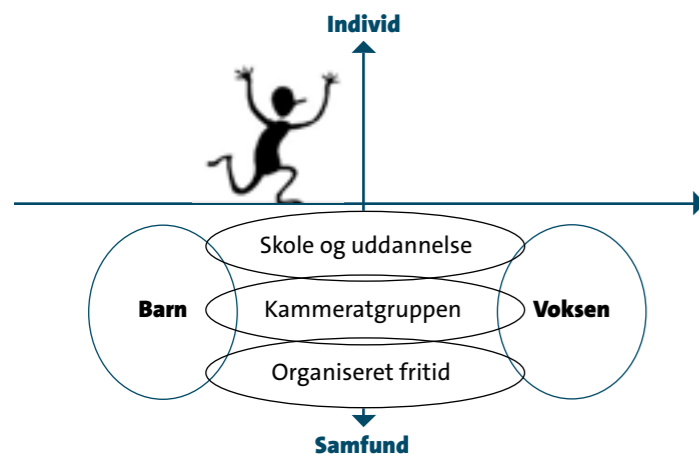 Individ
Skole og uddannelse
Barn
Kammeratgruppen
Voksen
Organiseret fritid
Samfund